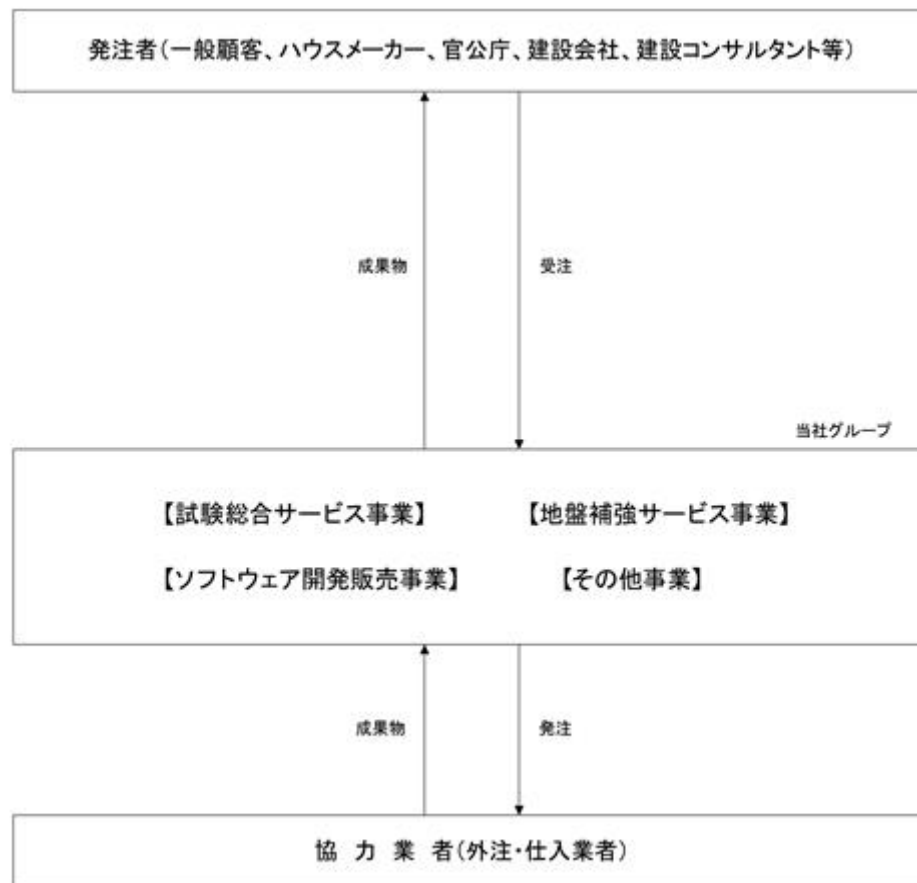 発注者(一般顧客、ハウスメーカー、官公庁、建設会社、建設コンサルタント等)
成果物 受注
当社グループ
【試験総合サービス事業】 【地盤補強サービス事業】
【ソフトウェア開発販売事業】 【その他事業】
成果物 発注
協 力 業 者(外注・仕入業者)